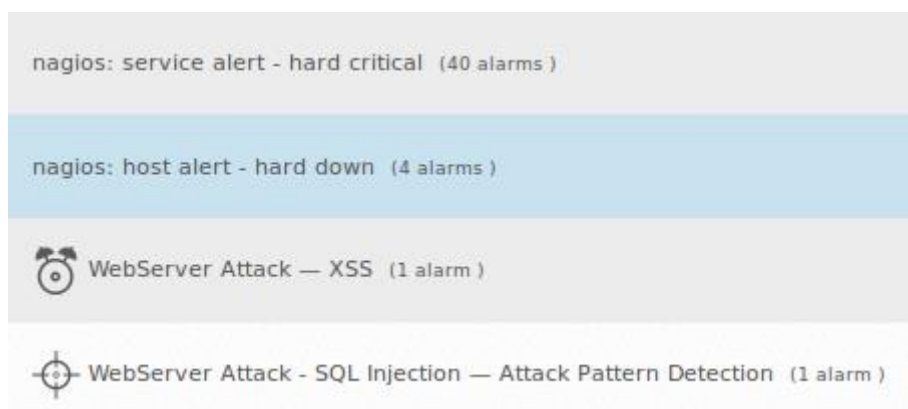 nagios: service alert - hard critical (40 alarms )
nagios: host alert - hard down (4 alarms )
WebServer Attack — XSS (1 alarm )
WebServer Attack - SQL Injection — Attack Pattern Detection (1 alarm )